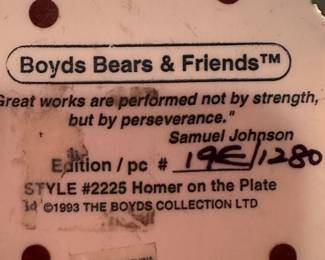 Boyds Bears & Friends™
Great works are performed not by strength,
but by perseverance."
Samuel Johnson
Edition / pc # 19E/1280
STYLE #2225 Homer on the Plate
©1993 THE BOYDS COLLECTION LTD